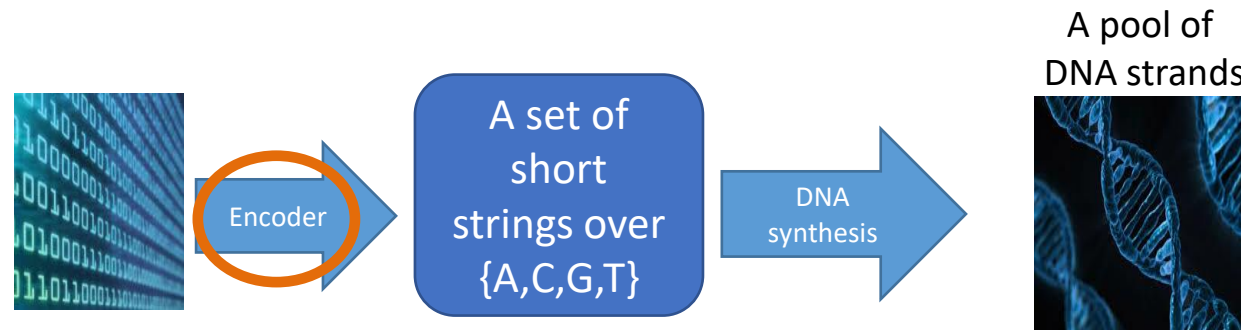 A pool of
DNA strands
Encoder
A set of
short
strings over
{A,C,G,T}
DNA
synthesis